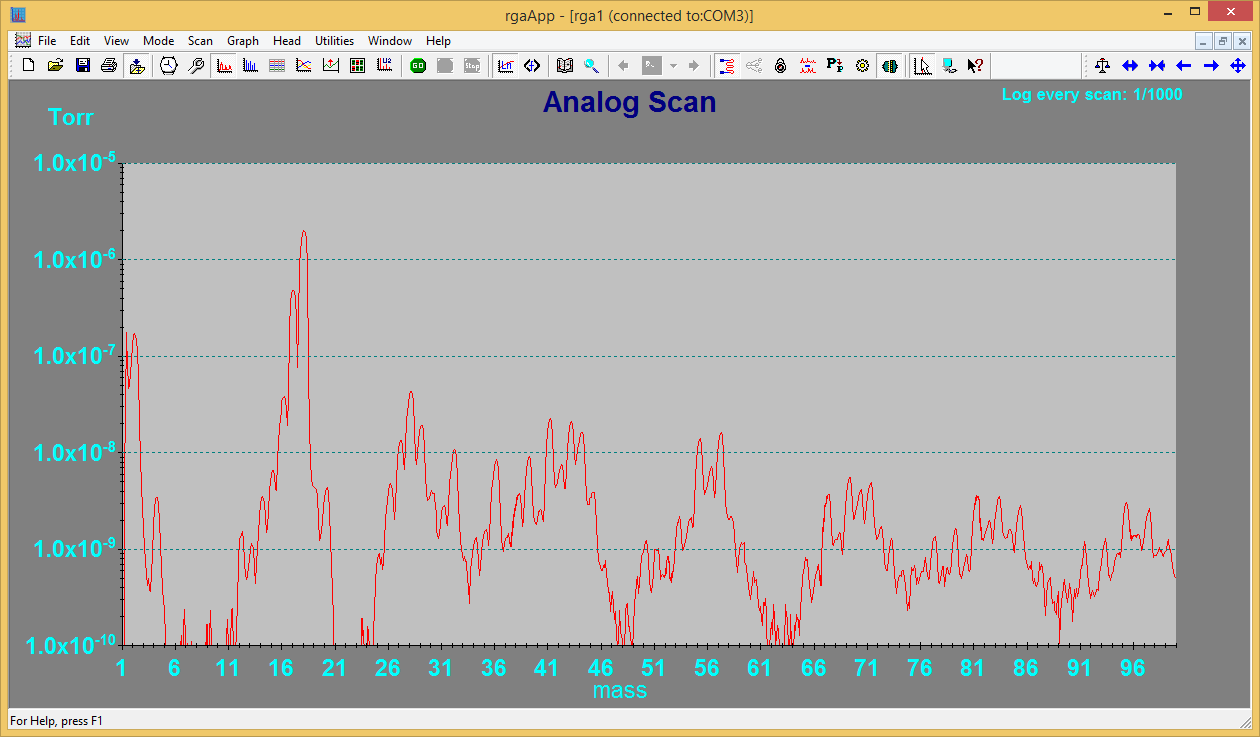 rgaApp - [rga1 (connected to:COM3)]
File Edit View Mode Scan Graph Head Utilities Window Help
GO Stop
Analog Scan
Log every scan: 1/1000
Torr
1.0x10-5
1.0x10-6
1.0x10-7
1.0x10-8
1.0x10-9
1.0x10-10
1 6 11 16 21 26 31 36 41 46 51 56 61 66 71 76 81 86 91 96
mass
For Help, press F1